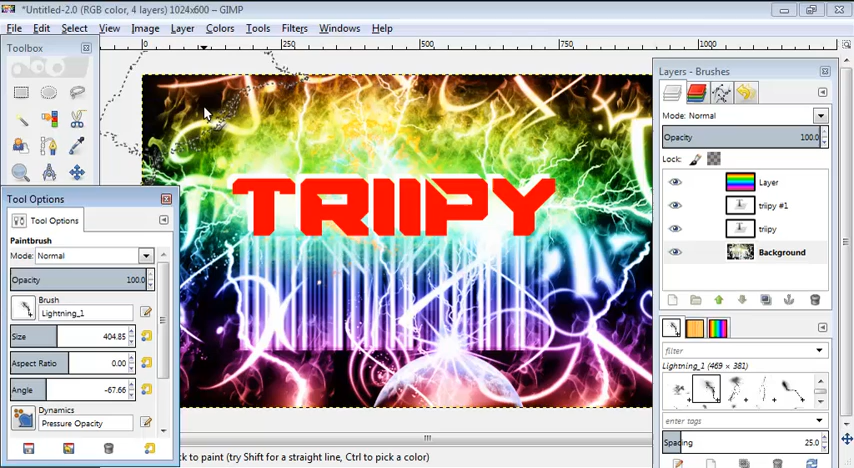 *Untitled-2.0 (RGB color, 4 layers) 1024x600 – GIMP
File Edit Select View Image Layer Colors Tools Filters Windows Help
Toolbox
0 250 500 750 1000
Layers - Brushes
Mode: Normal
Opacity 100.0
Lock:
Layer
triipy #1
triipy
Background
TRIIPY
Tool Options
Tool Options
Paintbrush
Mode: Normal
Opacity 100.0
Brush
Lightning_1
Size 404.85
Aspect Ratio 0.00
Angle -67.66
Dynamics
Pressure Opacity
filter
Lightning_1 (469 × 381)
enter tags
Spacing 25.0
ck to paint (try Shift for a straight line, Ctrl to pick a color)